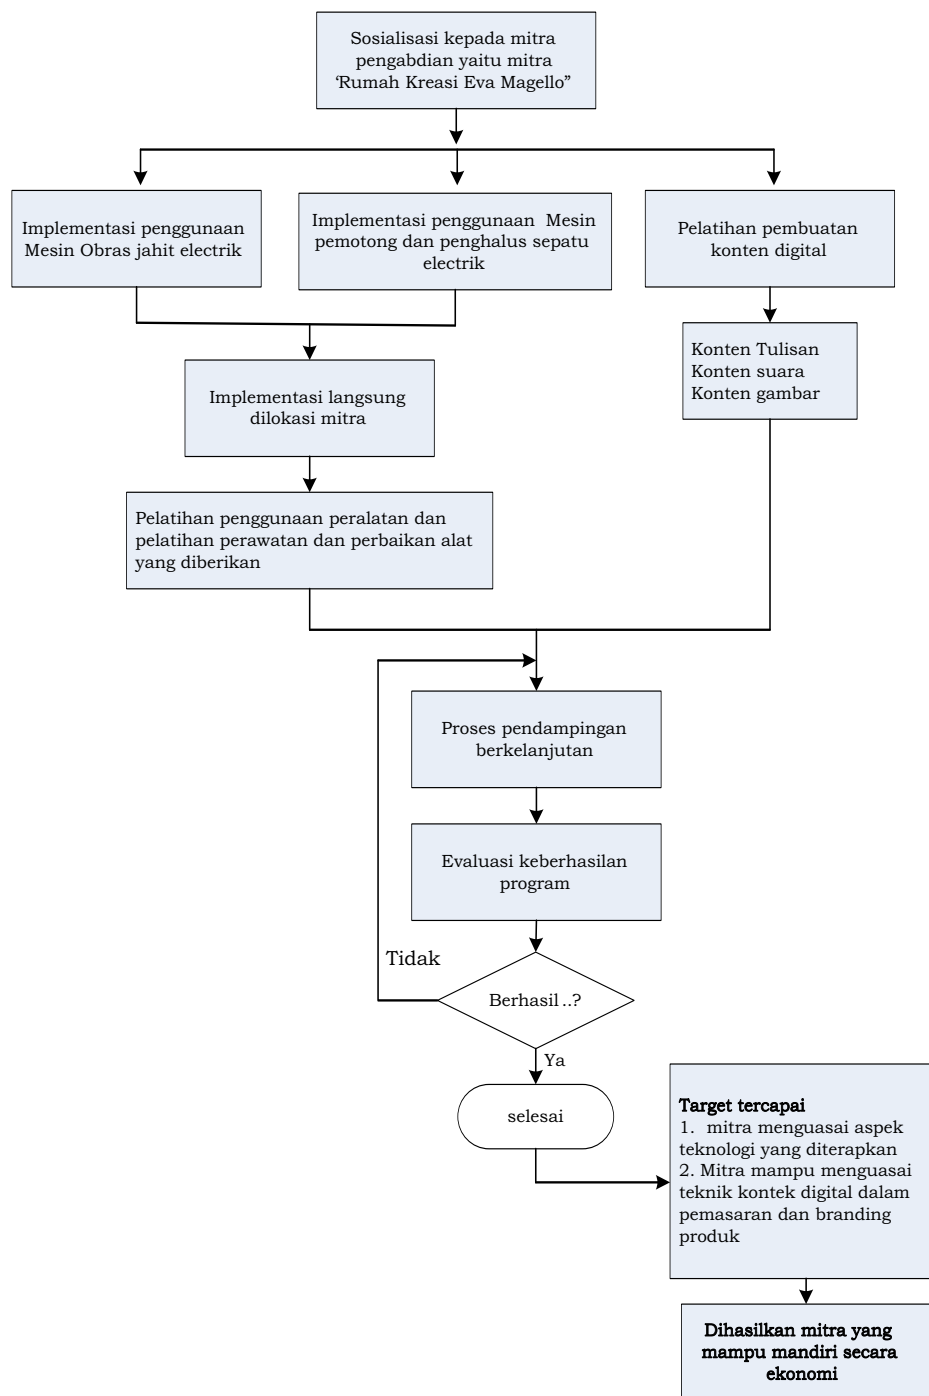 Sosialisasi kepada mitra
pengabdian yaitu mitra
‘Rumah Kreasi Eva Magello”
Implementasi penggunaan
Mesin Obras jahit electrik
Implementasi penggunaan Mesin
pemotong dan penghalus sepatu
electrik
Pelatihan pembuatan
konten digital
Konten Tulisan
Konten suara
Konten gambar
Implementasi langsung
dilokasi mitra
Pelatihan penggunaan peralatan dan
pelatihan perawatan dan perbaikan alat
yang diberikan
Proses pendampingan
berkelanjutan
Evaluasi keberhasilan
program
Tidak
Berhasil ..?
Ya
selesai
Target tercapai
1. mitra menguasai aspek
teknologi yang diterapkan
2. Mitra mampu menguasai
teknik kontek digital dalam
pemasaran dan branding
produk
Dihasilkan mitra yang
mampu mandiri secara
ekonomi